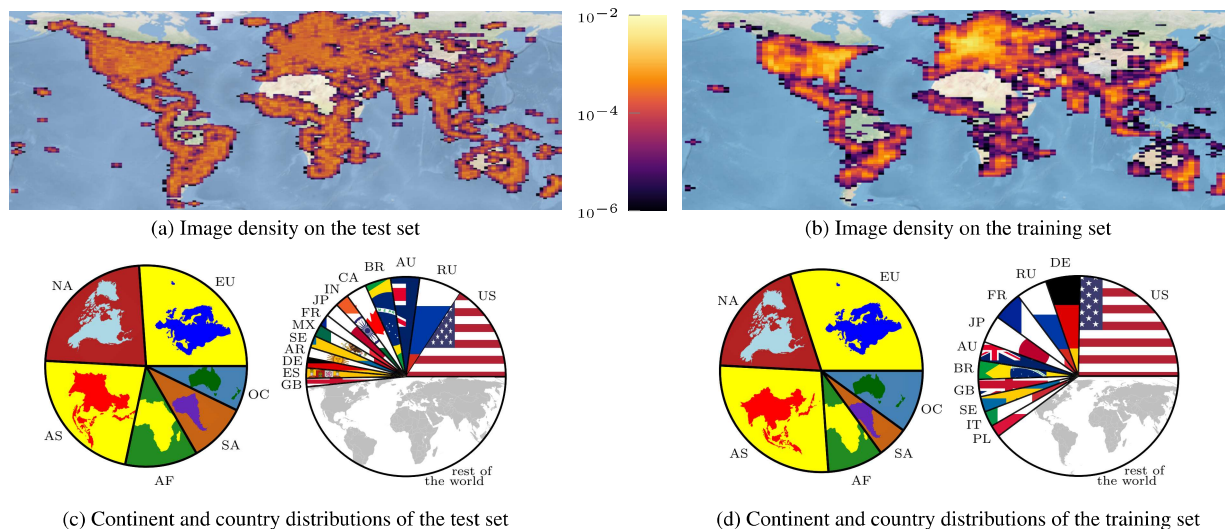 10⁻²
10⁻⁴
10⁻⁶
(a) Image density on the test set
(b) Image density on the training set
NA
EU
AS
AF
SA
OC
US
RU
AU
BR
CA
IN
JP
FR
MX
SE
AR
DE
ES
GB
rest of
the world
NA
EU
AS
AF
SA
OC
US
DE
RU
FR
JP
AU
BR
GB
SE
IT
PL
rest of
the world
(c) Continent and country distributions of the test set
(d) Continent and country distributions of the training set